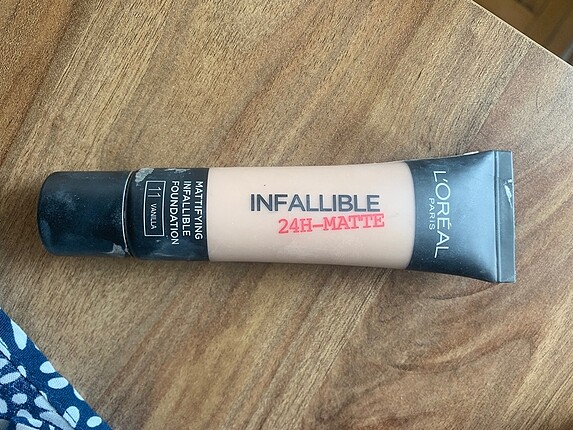 INFALLIBLE
24H-MATTE
L'ORÉAL
PARIS
MATTIFYING
INFALLIBLE
FOUNDATION
11 VANILLA